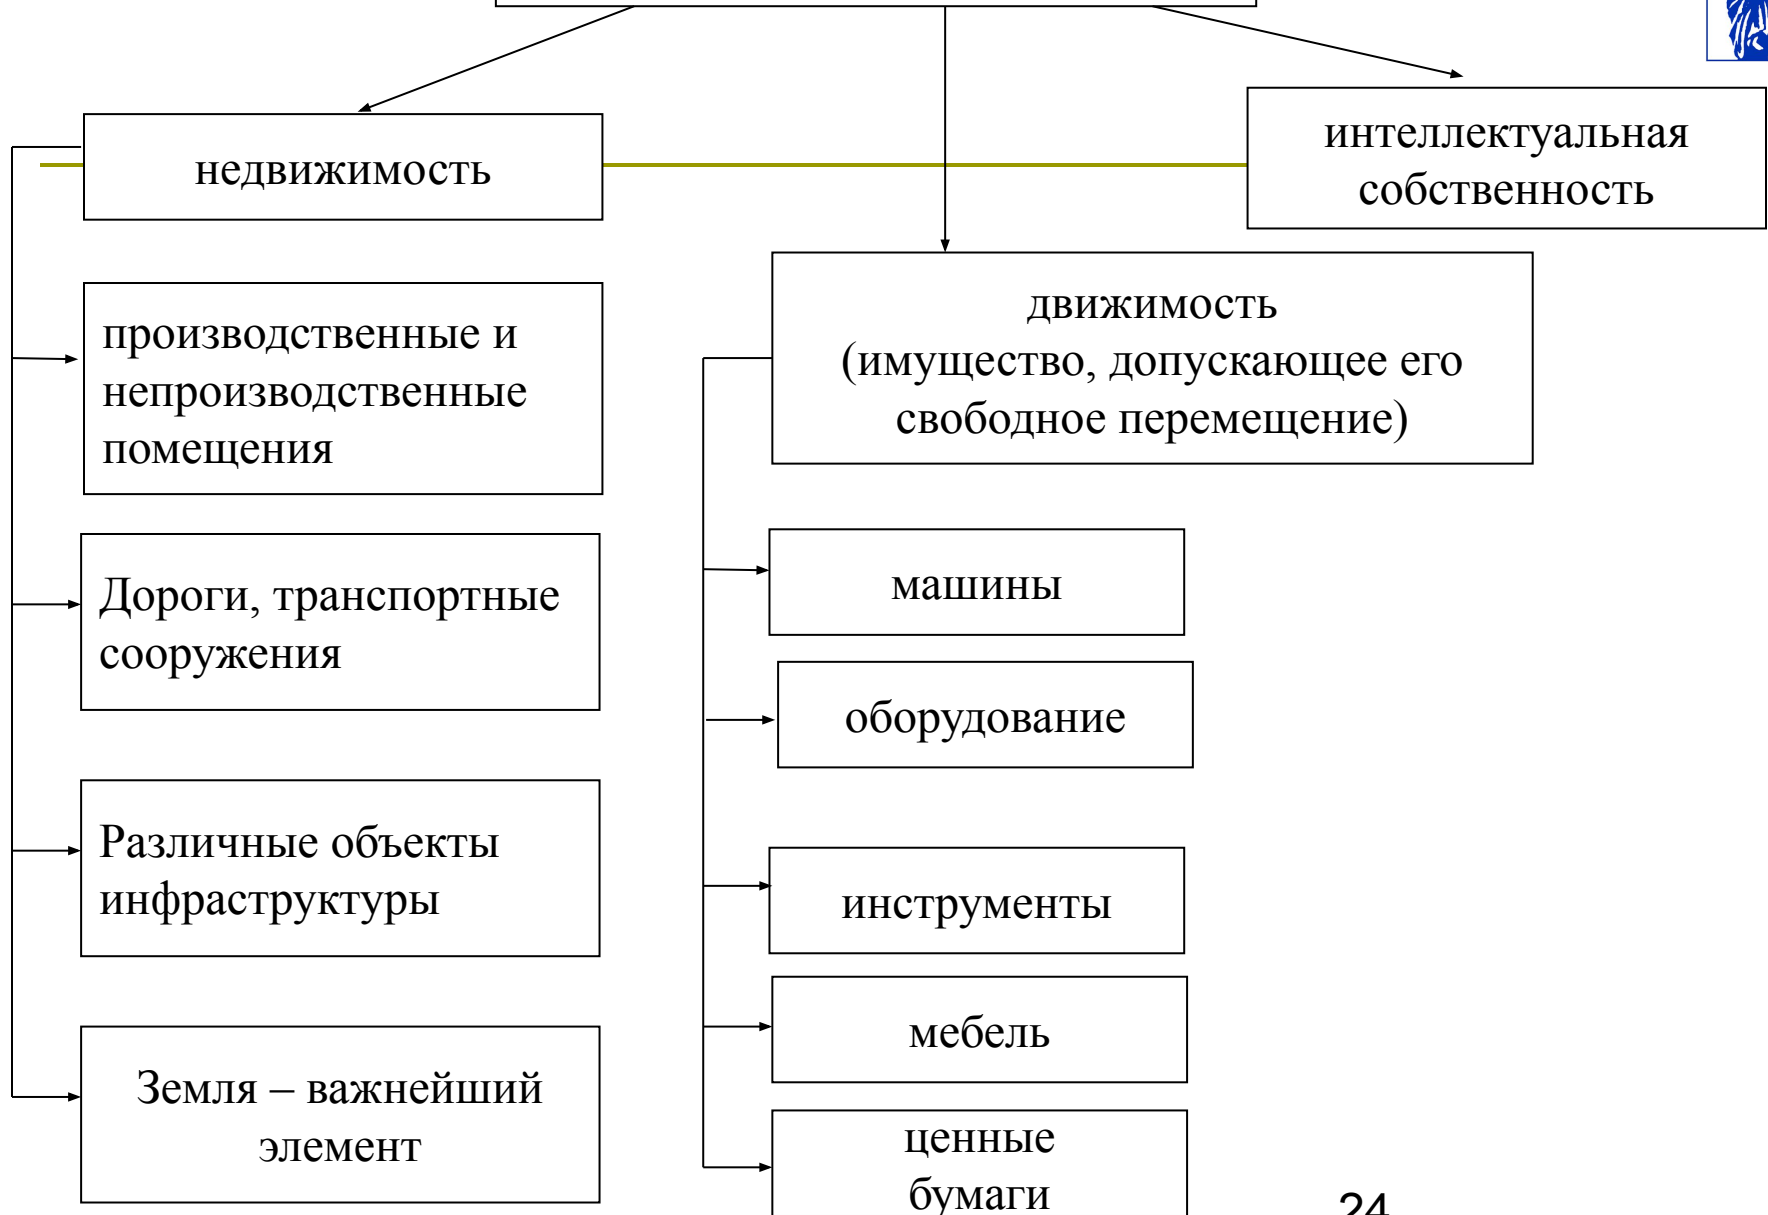 недвижимость
интеллектуальная
собственность
производственные и
непроизводственные
помещения
Дороги, транспортные
сооружения
Различные объекты
инфраструктуры
Земля – важнейший
элемент
движимость
(имущество, допускающее его
свободное перемещение)
машины
оборудование
инструменты
мебель
ценные
бумаги
24